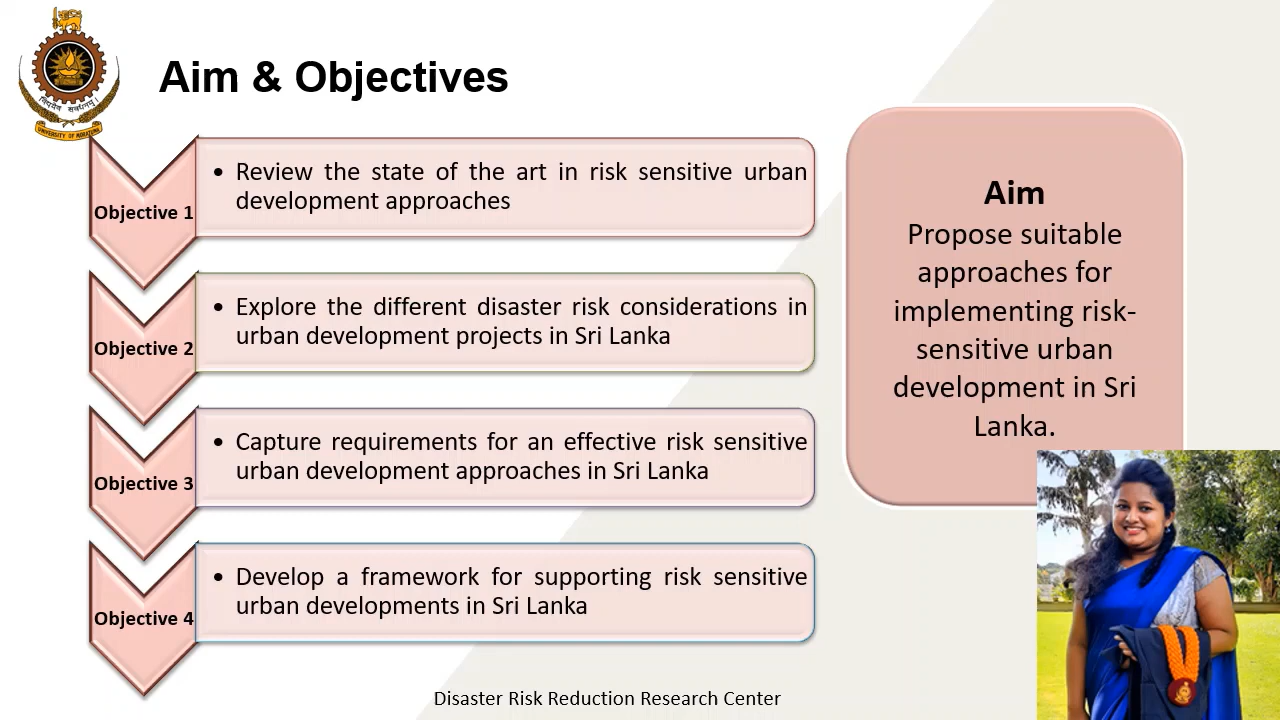 Aim & Objectives
Objective 1
• Review the state of the art in risk sensitive urban
development approaches
Objective 2
• Explore the different disaster risk considerations in
urban development projects in Sri Lanka
Objective 3
• Capture requirements for an effective risk sensitive
urban development approaches in Sri Lanka
Objective 4
• Develop a framework for supporting risk sensitive
urban developments in Sri Lanka
Aim
Propose suitable
approaches for
implementing risk-
sensitive urban
development in Sri
Lanka.
Disaster Risk Reduction Research Center
UNIVERSITY OF MORATUWA